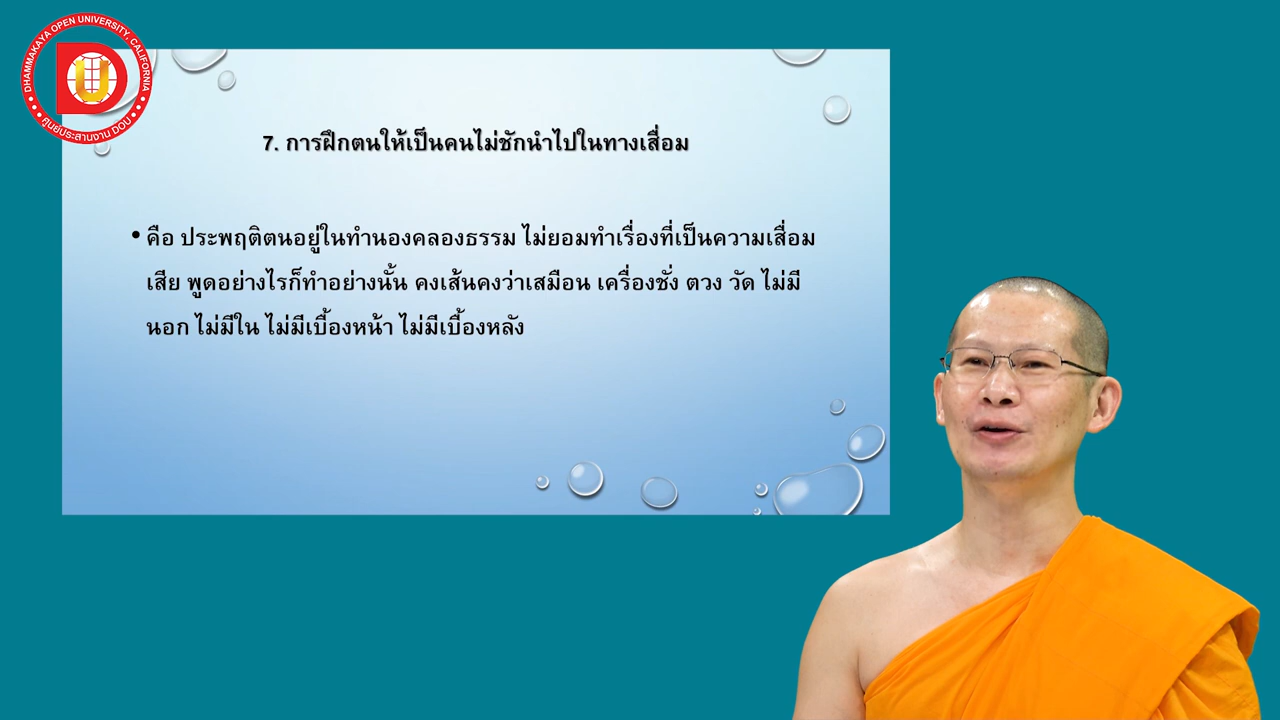 DHAMMAKAYA OPEN UNIVERSITY, CALIFORNIA
DU
ศูนย์ประสานงาน DOU
7. การฝึกตนให้เป็นคนไม่ชักนำไปในทางเสื่อม
• คือ ประพฤติตนอยู่ในทำนองคลองธรรม ไม่ยอมทำเรื่องที่เป็นความเสื่อม
เสีย พูดอย่างไรก็ทำอย่างนั้น คงเส้นคงว่าเสมือน เครื่องชั่ง ตวง วัด ไม่มี
นอก ไม่มีใน ไม่มีเบื้องหน้า ไม่มีเบื้องหลัง